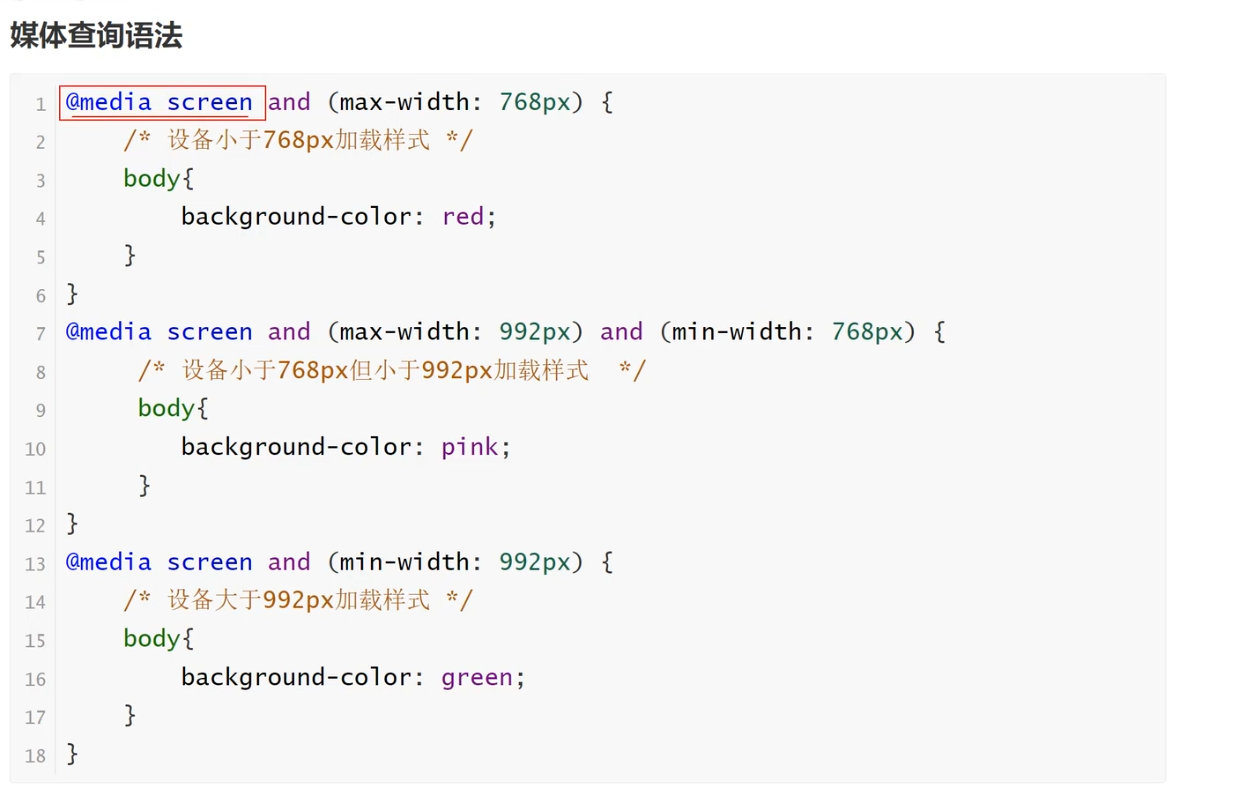 媒体查询语法
1 @media screen and (max-width: 768px) {
2     /* 设备小于768px加载样式 */
3     body{
4         background-color: red;
5     }
6 }
7 @media screen and (max-width: 992px) and (min-width: 768px) {
8      /* 设备小于768px但小于992px加载样式  */
9      body{
10         background-color: pink;
11      }
12 }
13 @media screen and (min-width: 992px) {
14     /* 设备大于992px加载样式 */
15     body{
16         background-color: green;
17     }
18 }